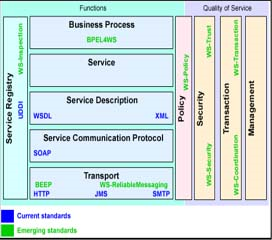 Functions
Quality of Service
Service Registry
UDDI
WS-Inspection
Business Process
BPEL4WS
Service
Service Description
WSDL
XML
Service Communication Protocol
SOAP
Transport
BEEP
WS-ReliableMessaging
HTTP
JMS
SMTP
Policy
WS-Policy
Security
WS-Trust
WS-Security
Transaction
WS-Transaction
WS-Coordination
Management
Current standards
Emerging standards